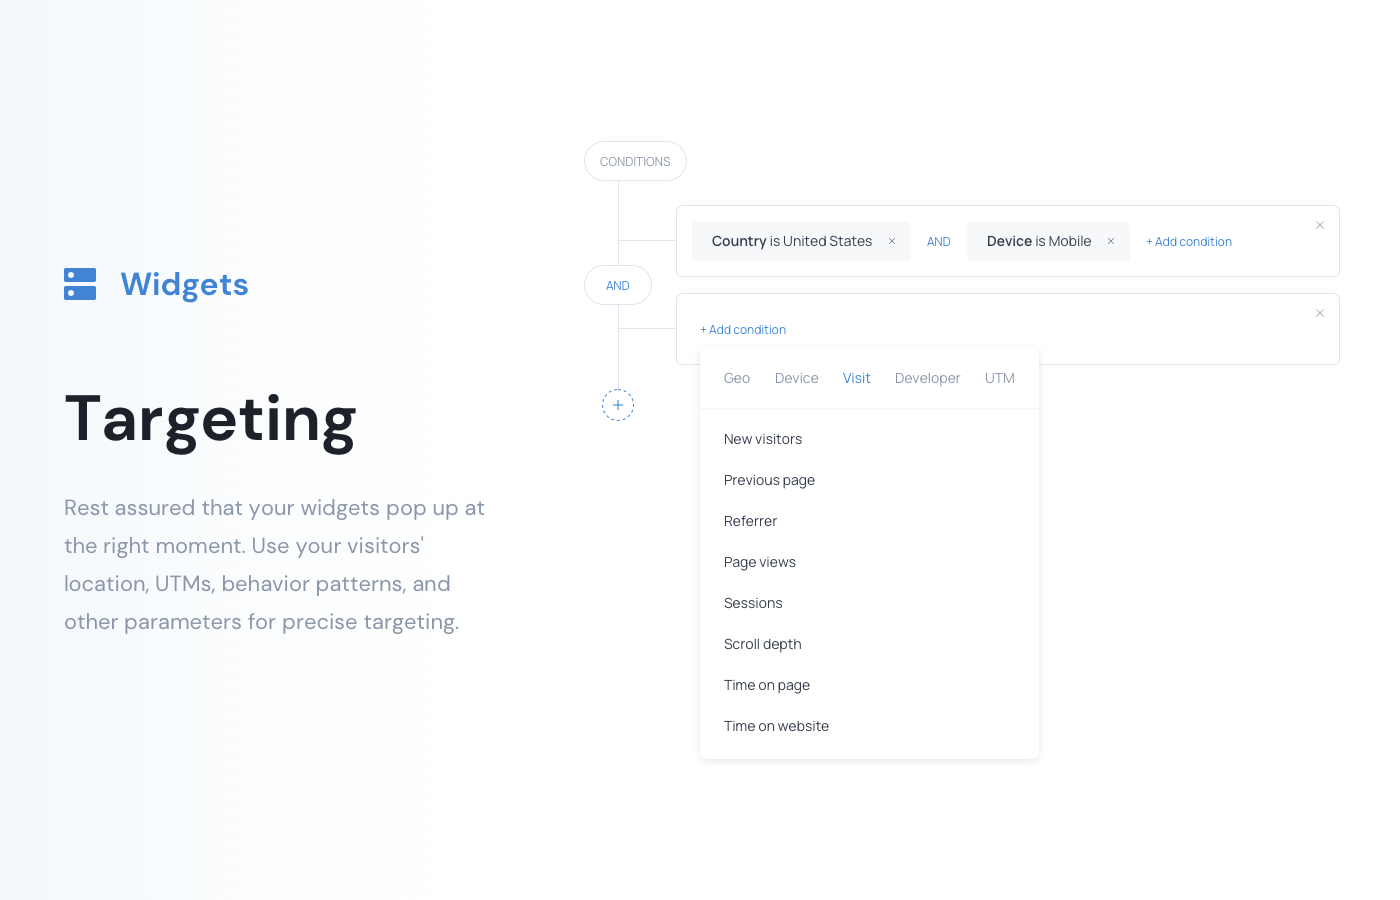 Widgets
Targeting
Rest assured that your widgets pop up at
the right moment. Use your visitors'
location, UTMs, behavior patterns, and
other parameters for precise targeting.
CONDITIONS
Country is United States × AND Device is Mobile × + Add condition
AND
+ Add condition
Geo Device Visit Developer UTM
New visitors
Previous page
Referrer
Page views
Sessions
Scroll depth
Time on page
Time on website